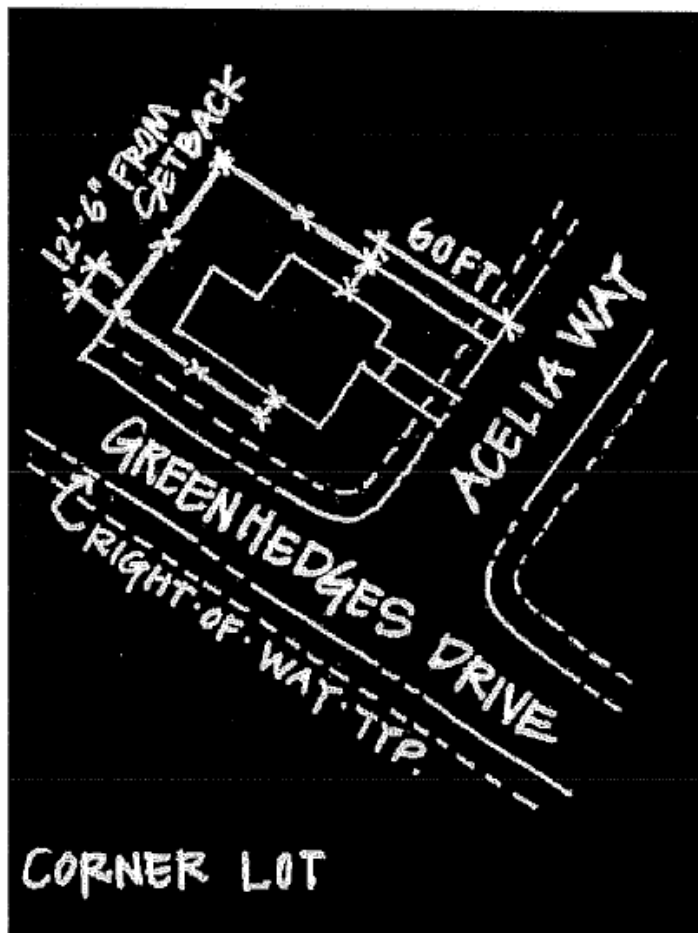 12'-6" FROM
SETBACK
60FT
ACELIA WAY
GREENHEDGES DRIVE
RIGHT·OF·WAY·TYP.
CORNER LOT